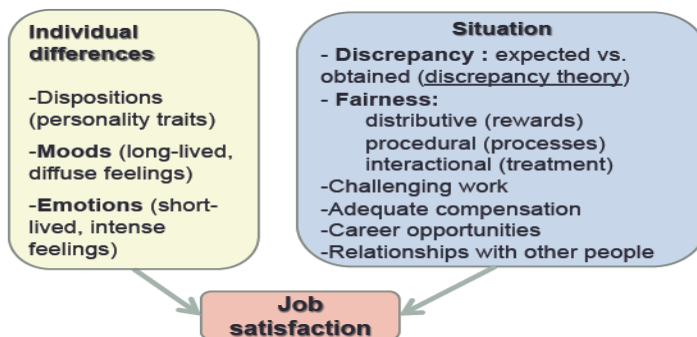 Individual
differences
-Dispositions
(personality traits)
-Moods (long-lived,
diffuse feelings)
-Emotions (short-
lived, intense
feelings)
Situation
- Discrepancy : expected vs.
obtained (discrepancy theory)
- Fairness:
distributive (rewards)
procedural (processes)
interactional (treatment)
-Challenging work
-Adequate compensation
-Career opportunities
-Relationships with other people
Job
satisfaction